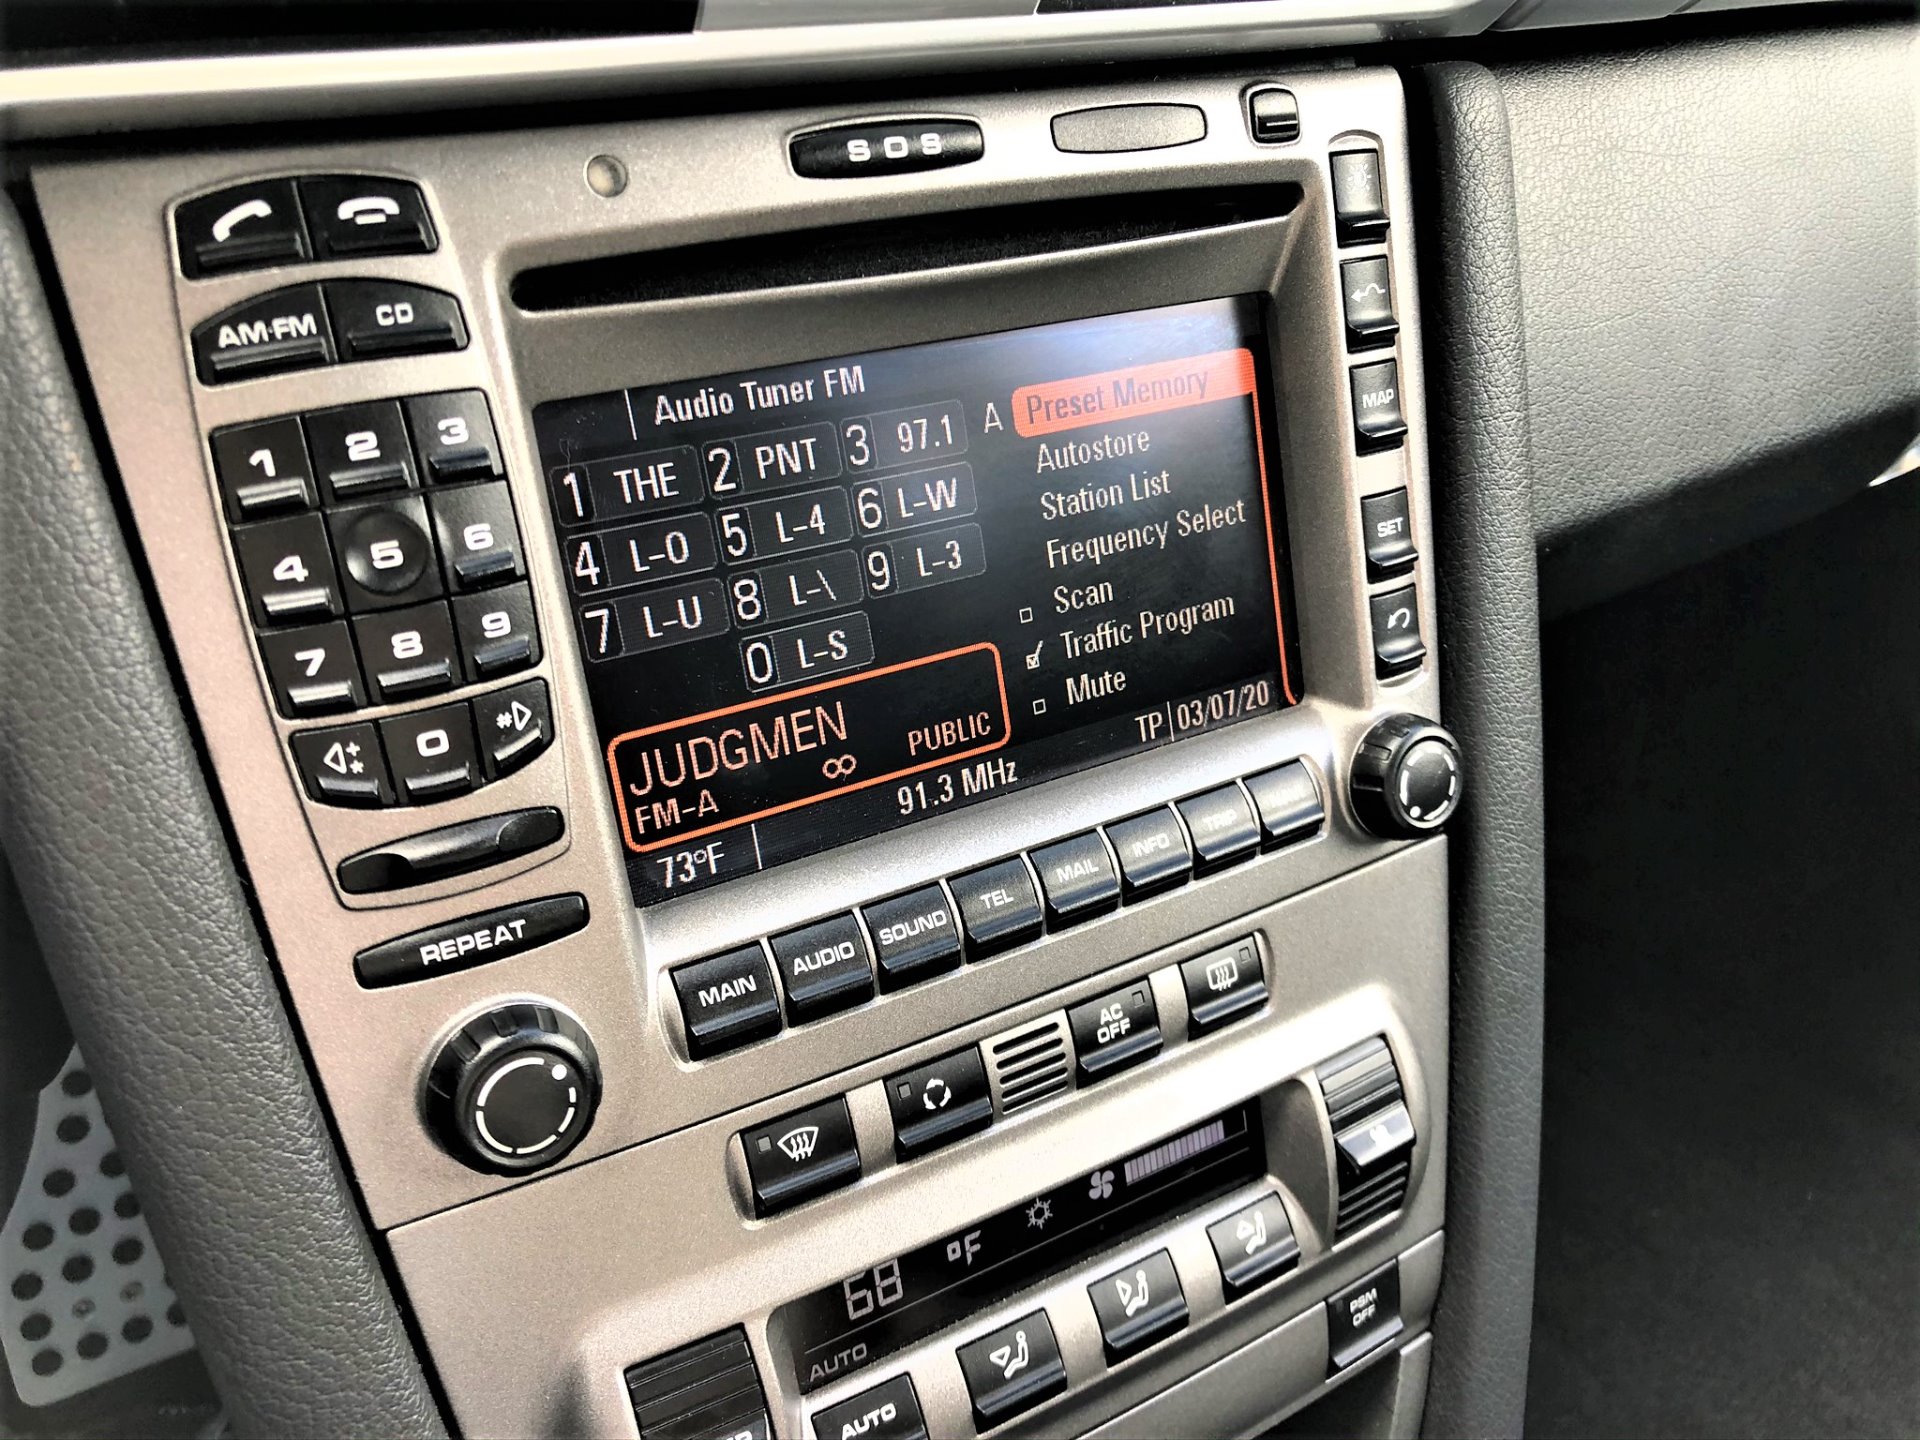 SOS
AM·FM CD
1 2 3
4 5 6
7 8 9
* 0 #
REPEAT
Audio Tuner FM
1 THE 2 PNT 3 97.1 A
4 L-0 5 L-4 6 L-W
7 L-U 8 L-\ 9 L-3
0 L-S
Preset Memory
Autostore
Station List
Frequency Select
Scan
Traffic Program
Mute
JUDGMEN
FM-A ∞ PUBLIC
91.3 MHz
TP 03/07/20
73°F
MAP
SET
MAIN AUDIO SOUND TEL MAIL INFO TRIP
AC
OFF
68 °F
AUTO
AUTO
PSM
OFF